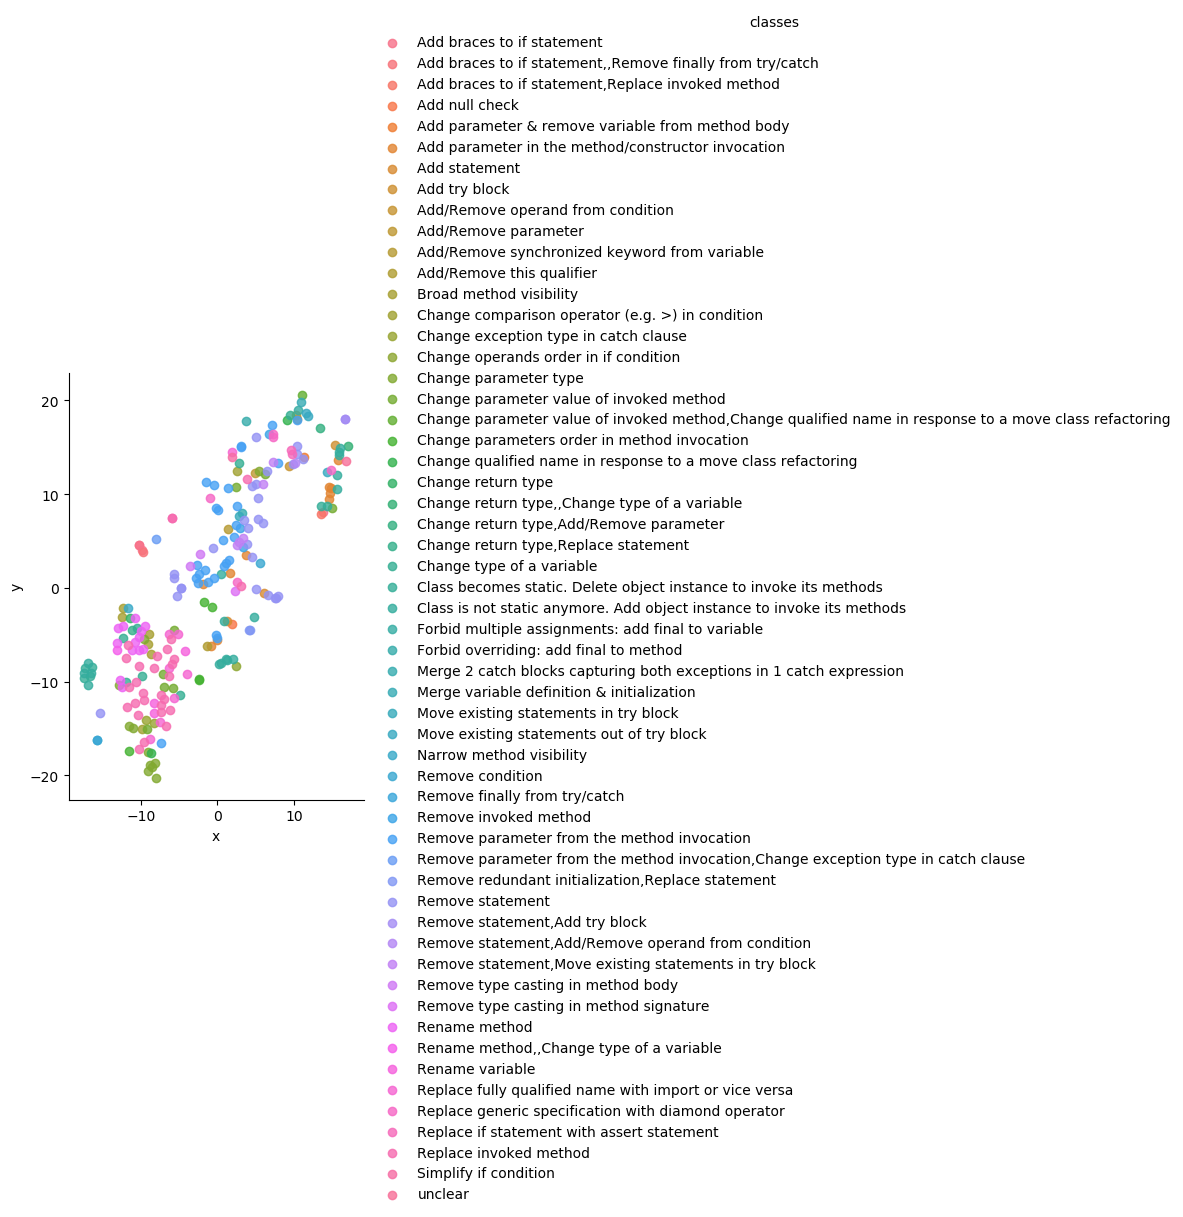 classes
Add braces to if statement
Add braces to if statement,,Remove finally from try/catch
Add braces to if statement,Replace invoked method
Add null check
Add parameter & remove variable from method body
Add parameter in the method/constructor invocation
Add statement
Add try block
Add/Remove operand from condition
Add/Remove parameter
Add/Remove synchronized keyword from variable
Add/Remove this qualifier
Broad method visibility
Change comparison operator (e.g. >) in condition
Change exception type in catch clause
Change operands order in if condition
Change parameter type
Change parameter value of invoked method
Change parameter value of invoked method,Change qualified name in response to a move class refactoring
Change parameters order in method invocation
Change qualified name in response to a move class refactoring
Change return type
Change return type,,Change type of a variable
Change return type,Add/Remove parameter
Change return type,Replace statement
Change type of a variable
Class becomes static. Delete object instance to invoke its methods
Class is not static anymore. Add object instance to invoke its methods
Forbid multiple assignments: add final to variable
Forbid overriding: add final to method
Merge 2 catch blocks capturing both exceptions in 1 catch expression
Merge variable definition & initialization
Move existing statements in try block
Move existing statements out of try block
Narrow method visibility
Remove condition
Remove finally from try/catch
Remove invoked method
Remove parameter from the method invocation
Remove parameter from the method invocation,Change exception type in catch clause
Remove redundant initialization,Replace statement
Remove statement
Remove statement,Add try block
Remove statement,Add/Remove operand from condition
Remove statement,Move existing statements in try block
Remove type casting in method body
Remove type casting in method signature
Rename method
Rename method,,Change type of a variable
Rename variable
Replace fully qualified name with import or vice versa
Replace generic specification with diamond operator
Replace if statement with assert statement
Replace invoked method
Simplify if condition
unclear
20
10
0
−10
−20
y
−10 0 10
x